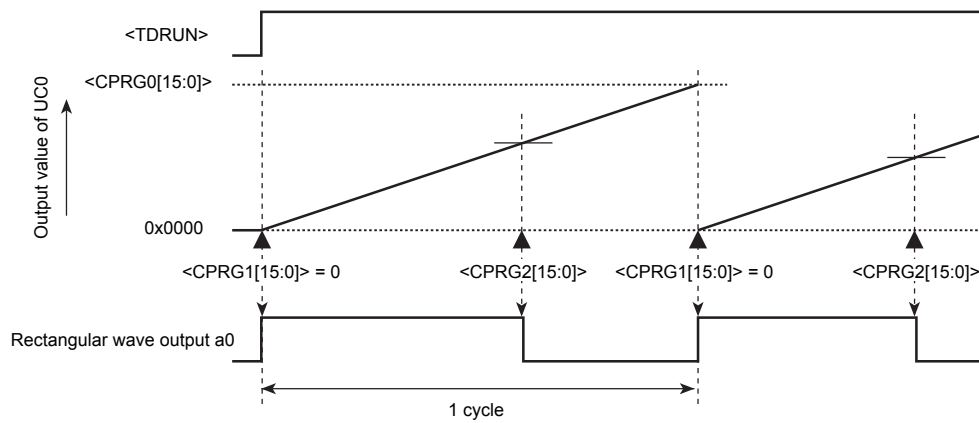 <TDRUN>
<CPRG0[15:0]>
Output value of UC0
0x0000
<CPRG1[15:0]> = 0
<CPRG2[15:0]>
<CPRG1[15:0]> = 0
<CPRG2[15:0]>
Rectangular wave output a0
1 cycle